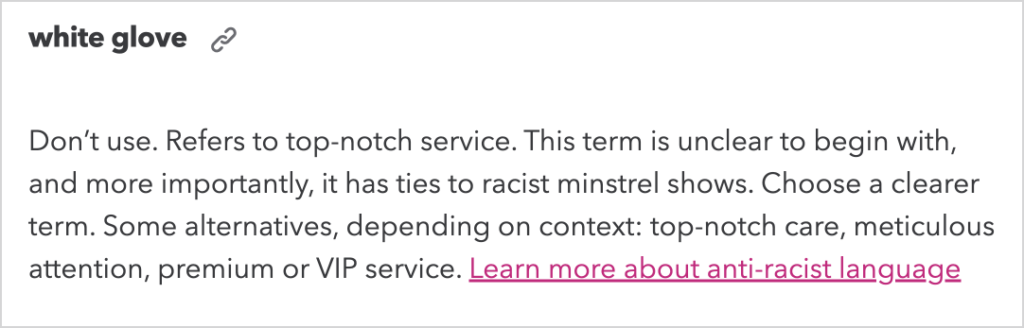 white glove
Don’t use. Refers to top-notch service. This term is unclear to begin with,
and more importantly, it has ties to racist minstrel shows. Choose a clearer
term. Some alternatives, depending on context: top-notch care, meticulous
attention, premium or VIP service. Learn more about anti-racist language